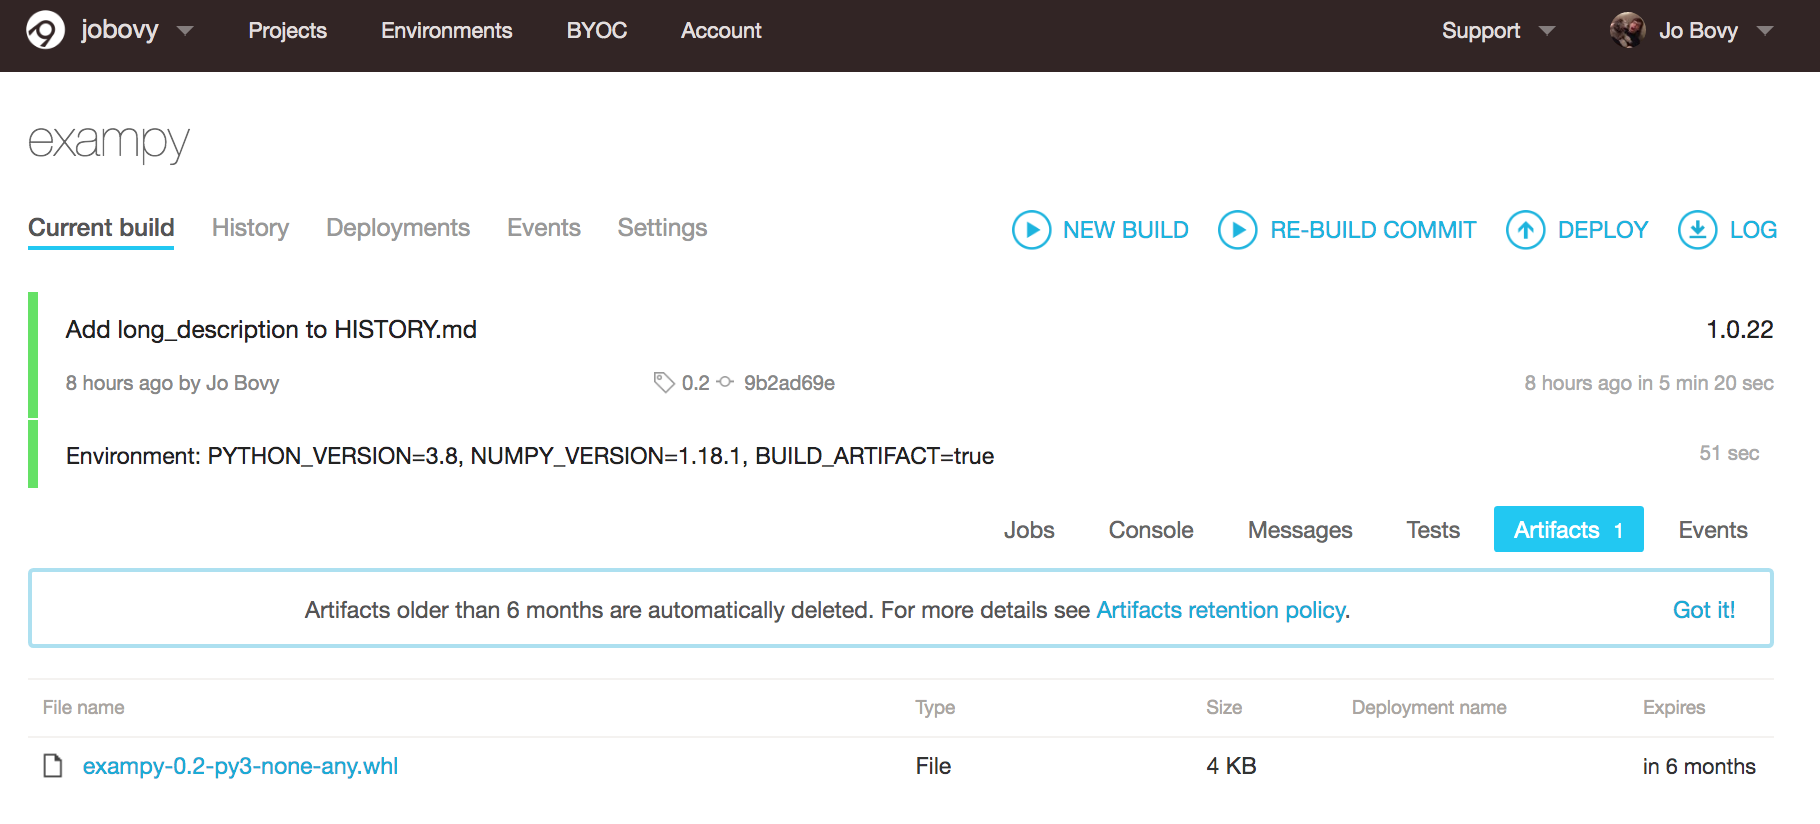 jobovy Projects Environments BYOC Account Support Jo Bovy
exampy
Current build History Deployments Events Settings NEW BUILD RE-BUILD COMMIT DEPLOY LOG
Add long_description to HISTORY.md 1.0.22
8 hours ago by Jo Bovy 0.2 9b2ad69e 8 hours ago in 5 min 20 sec
Environment: PYTHON_VERSION=3.8, NUMPY_VERSION=1.18.1, BUILD_ARTIFACT=true 51 sec
Jobs Console Messages Tests Artifacts 1 Events
Artifacts older than 6 months are automatically deleted. For more details see Artifacts retention policy. Got it!
File name Type Size Deployment name Expires
exampy-0.2-py3-none-any.whl File 4 KB in 6 months